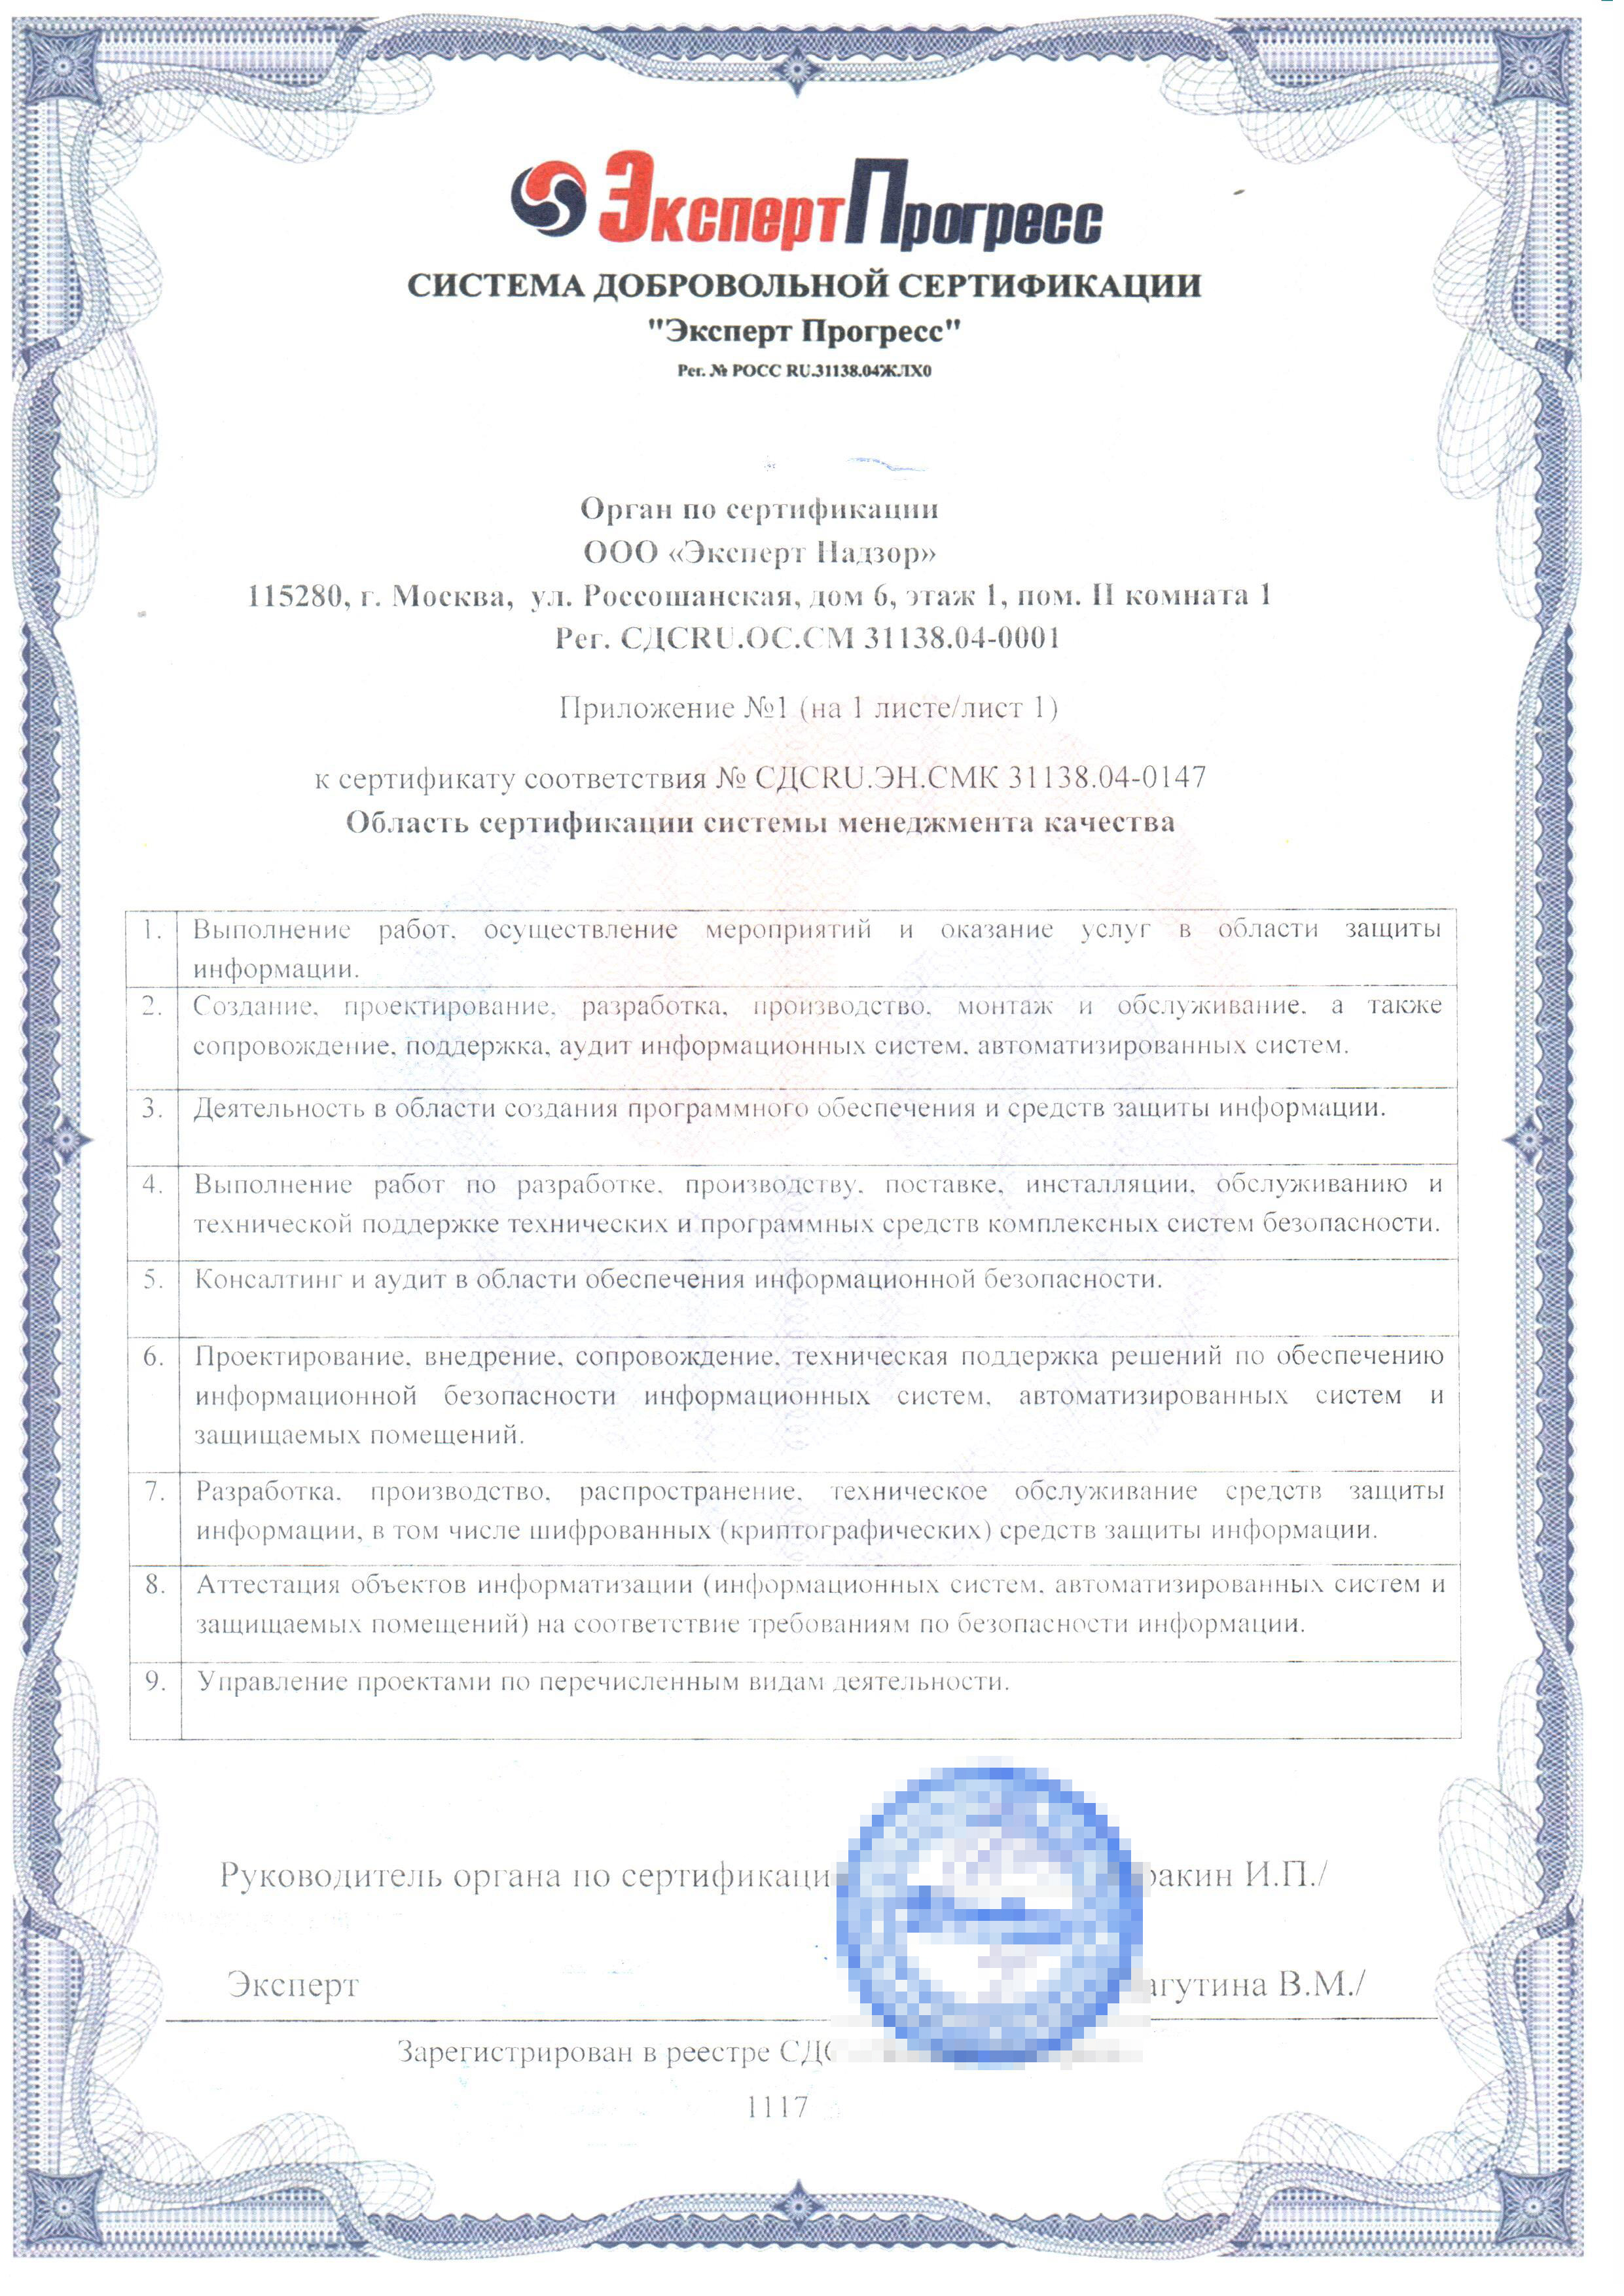 ЭкспертПрогресс
СИСТЕМА ДОБРОВОЛЬНОЙ СЕРТИФИКАЦИИ
"Эксперт Прогресс"
Рег. № РОСС RU.31138.04ЖЛХ0
Орган по сертификации
ООО «Эксперт Надзор»
115280, г. Москва, ул. Россошанская, дом 6, этаж 1, пом. II комната 1
Рег. СДСRU.ОС.СМ 31138.04-0001
Приложение №1 (на 1 листе/лист 1)
к сертификату соответствия № СДСRU.ЭН.СМК 31138.04-0147
Область сертификации системы менеджмента качества
1. Выполнение работ, осуществление мероприятий и оказание услуг в области защиты
информации.
2. Создание, проектирование, разработка, производство, монтаж и обслуживание, а также
сопровождение, поддержка, аудит информационных систем, автоматизированных систем.
3. Деятельность в области создания программного обеспечения и средств защиты информации.
4. Выполнение работ по разработке, производству, поставке, инсталляции, обслуживанию и
технической поддержке технических и программных средств комплексных систем безопасности.
5. Консалтинг и аудит в области обеспечения информационной безопасности.
6. Проектирование, внедрение, сопровождение, техническая поддержка решений по обеспечению
информационной безопасности информационных систем, автоматизированных систем и
защищаемых помещений.
7. Разработка, производство, распространение, техническое обслуживание средств защиты
информации, в том числе шифрованных (криптографических) средств защиты информации.
8. Аттестация объектов информатизации (информационных систем, автоматизированных систем и
защищаемых помещений) на соответствие требованиям по безопасности информации.
9. Управление проектами по перечисленным видам деятельности.
Руководитель органа по сертификаци ракин И.П./
Эксперт агутина В.М./
Зарегистрирован в реестре СДС
1117